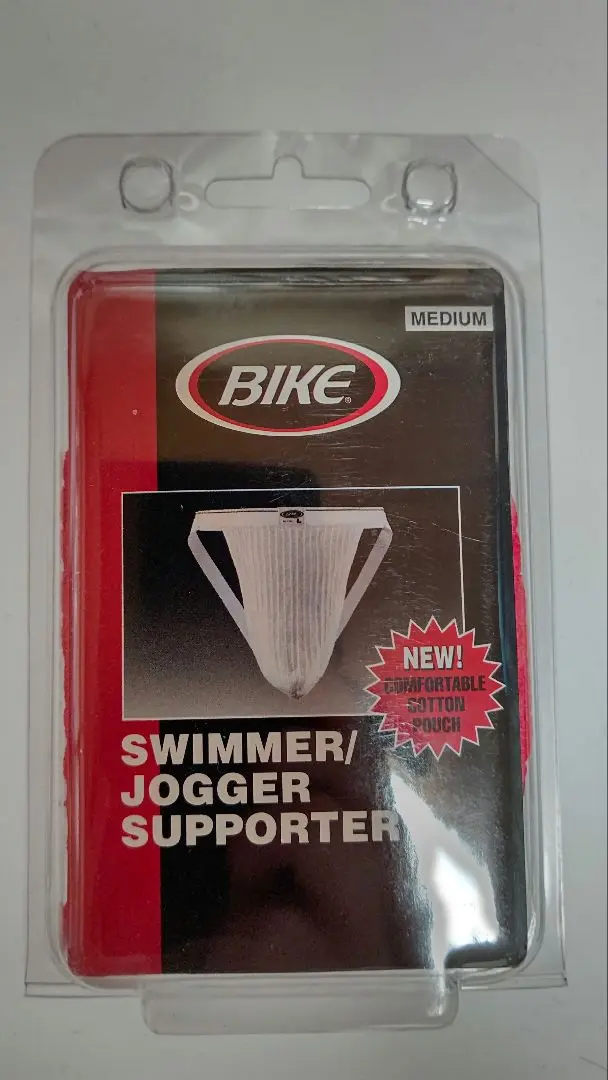 MEDIUM
BIKE®
NEW!
COMFORTABLE
COTTON
POUCH
SWIMMER/
JOGGER
SUPPORTER